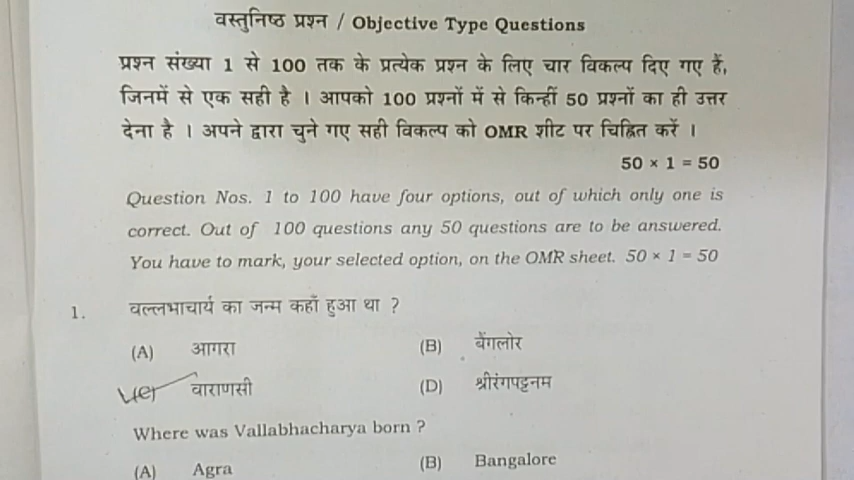 वस्तुनिष्ठ प्रश्न / Objective Type Questions
प्रश्न संख्या 1 से 100 तक के प्रत्येक प्रश्न के लिए चार विकल्प दिए गए हैं,
जिनमें से एक सही है । आपको 100 प्रश्नों में से किन्हीं 50 प्रश्नों का ही उत्तर
देना है । अपने द्वारा चुने गए सही विकल्प को OMR शीट पर चिह्नित करें ।
50 × 1 = 50
Question Nos. 1 to 100 have four options, out of which only one is
correct. Out of 100 questions any 50 questions are to be answered.
You have to mark, your selected option, on the OMR sheet. 50 × 1 = 50
1. वल्लभाचार्य का जन्म कहाँ हुआ था ?
(A) आगरा (B) बैंगलोर
वाराणसी (D) श्रीरंगपट्टनम
Where was Vallabhacharya born ?
(A) Agra (B) Bangalore